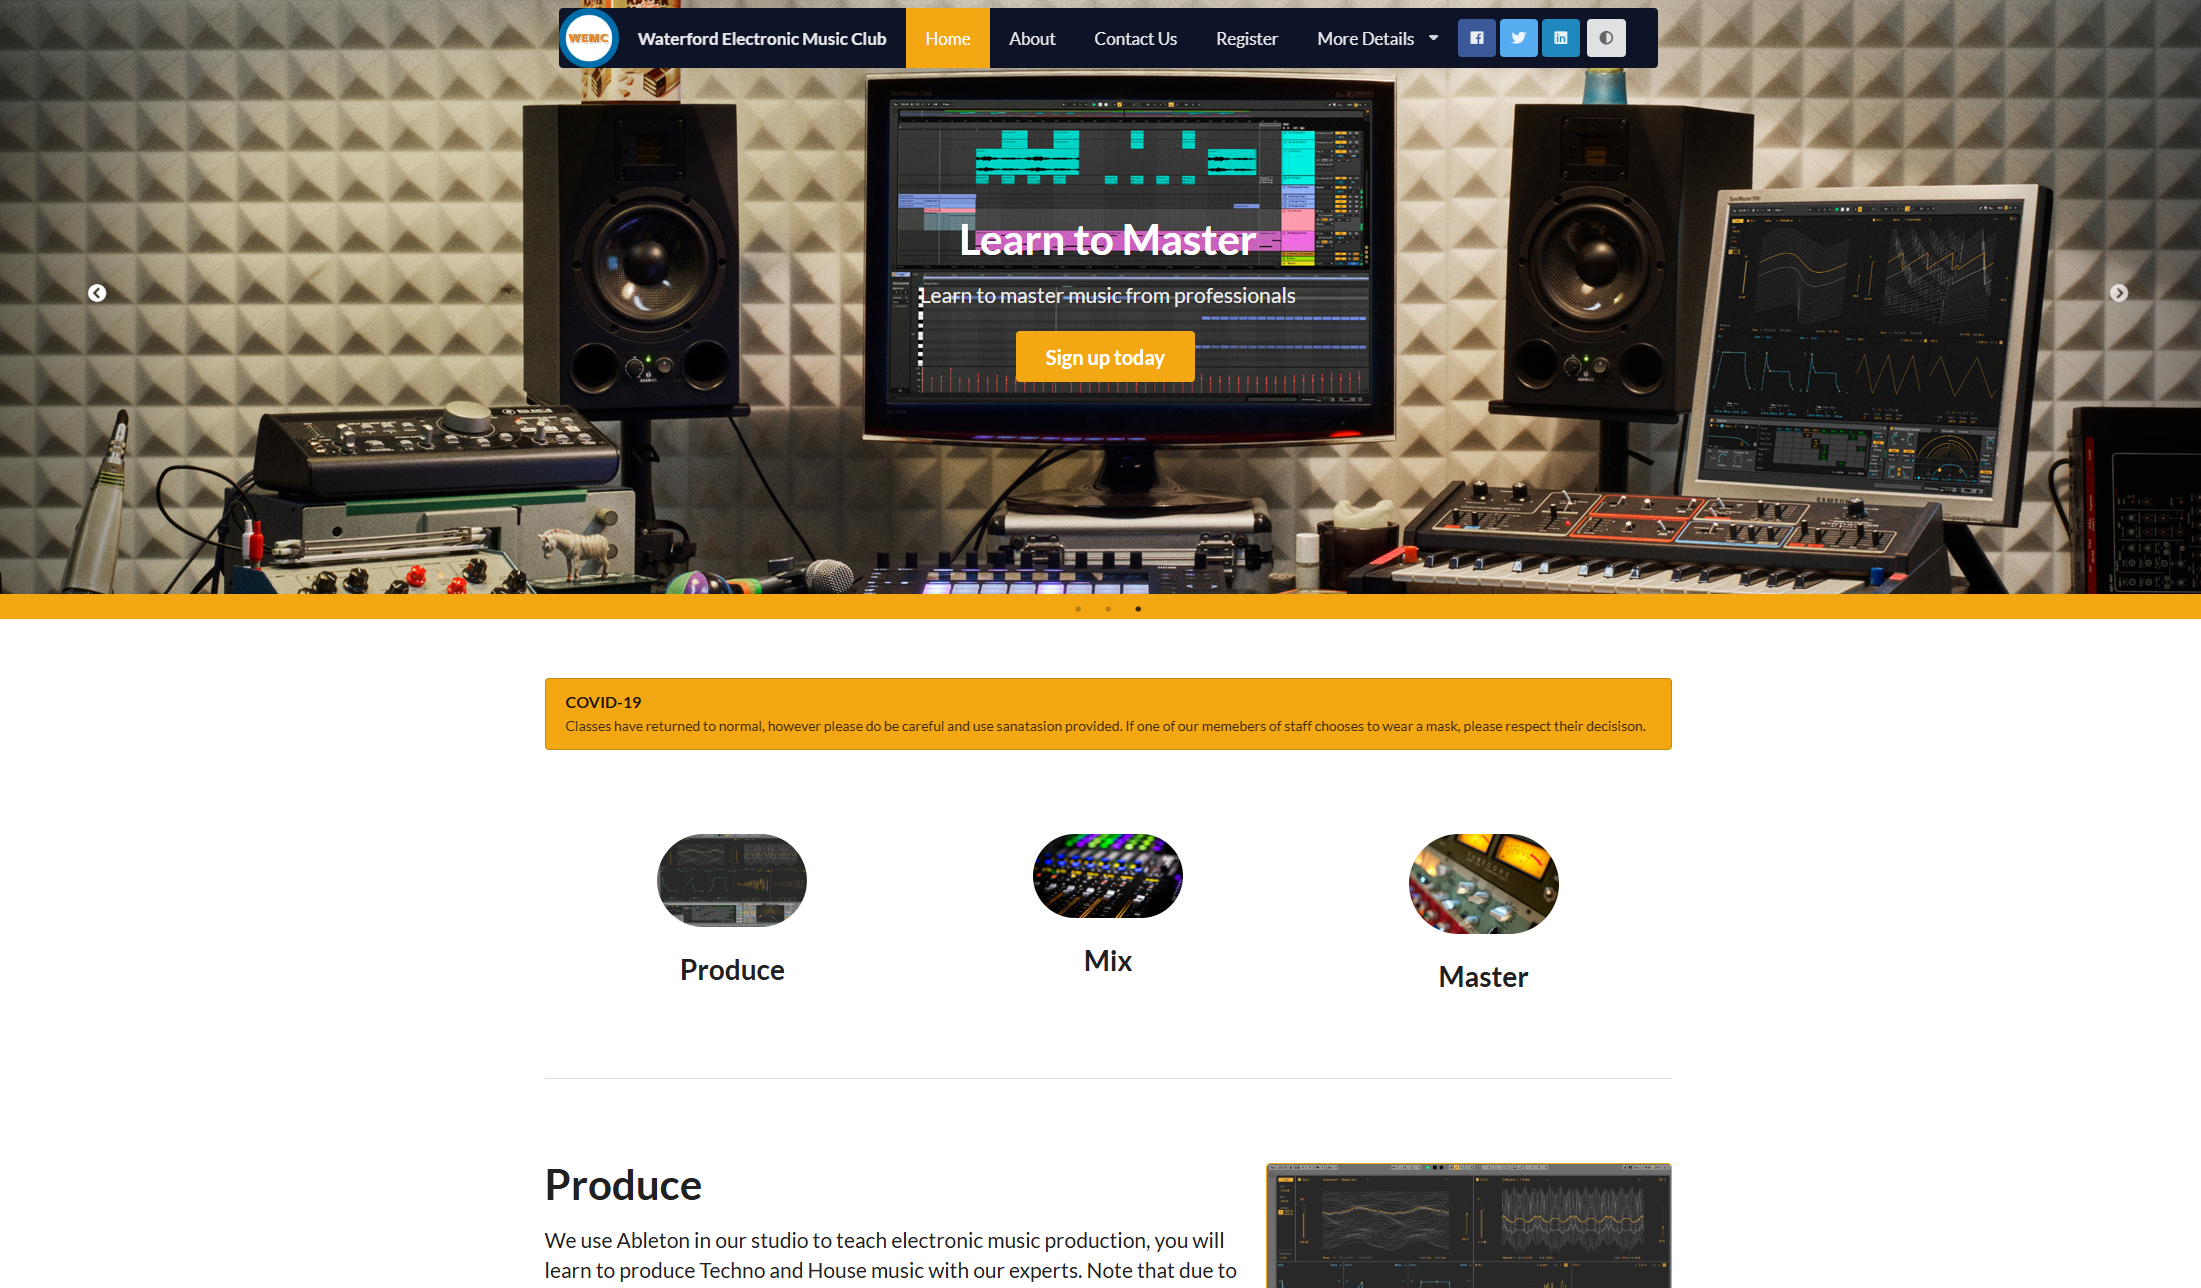 WEMC
Waterford Electronic Music Club
Home
About
Contact Us
Register
More Details
Learn to Master
Learn to master music from professionals
Sign up today
SAMSUNG
COVID-19
Classes have returned to normal, however please do be careful and use sanatasion provided. If one of our memebers of staff chooses to wear a mask, please respect their decisison.
Produce
Mix
Master
Produce
We use Ableton in our studio to teach electronic music production, you will
learn to produce Techno and House music with our experts. Note that due to